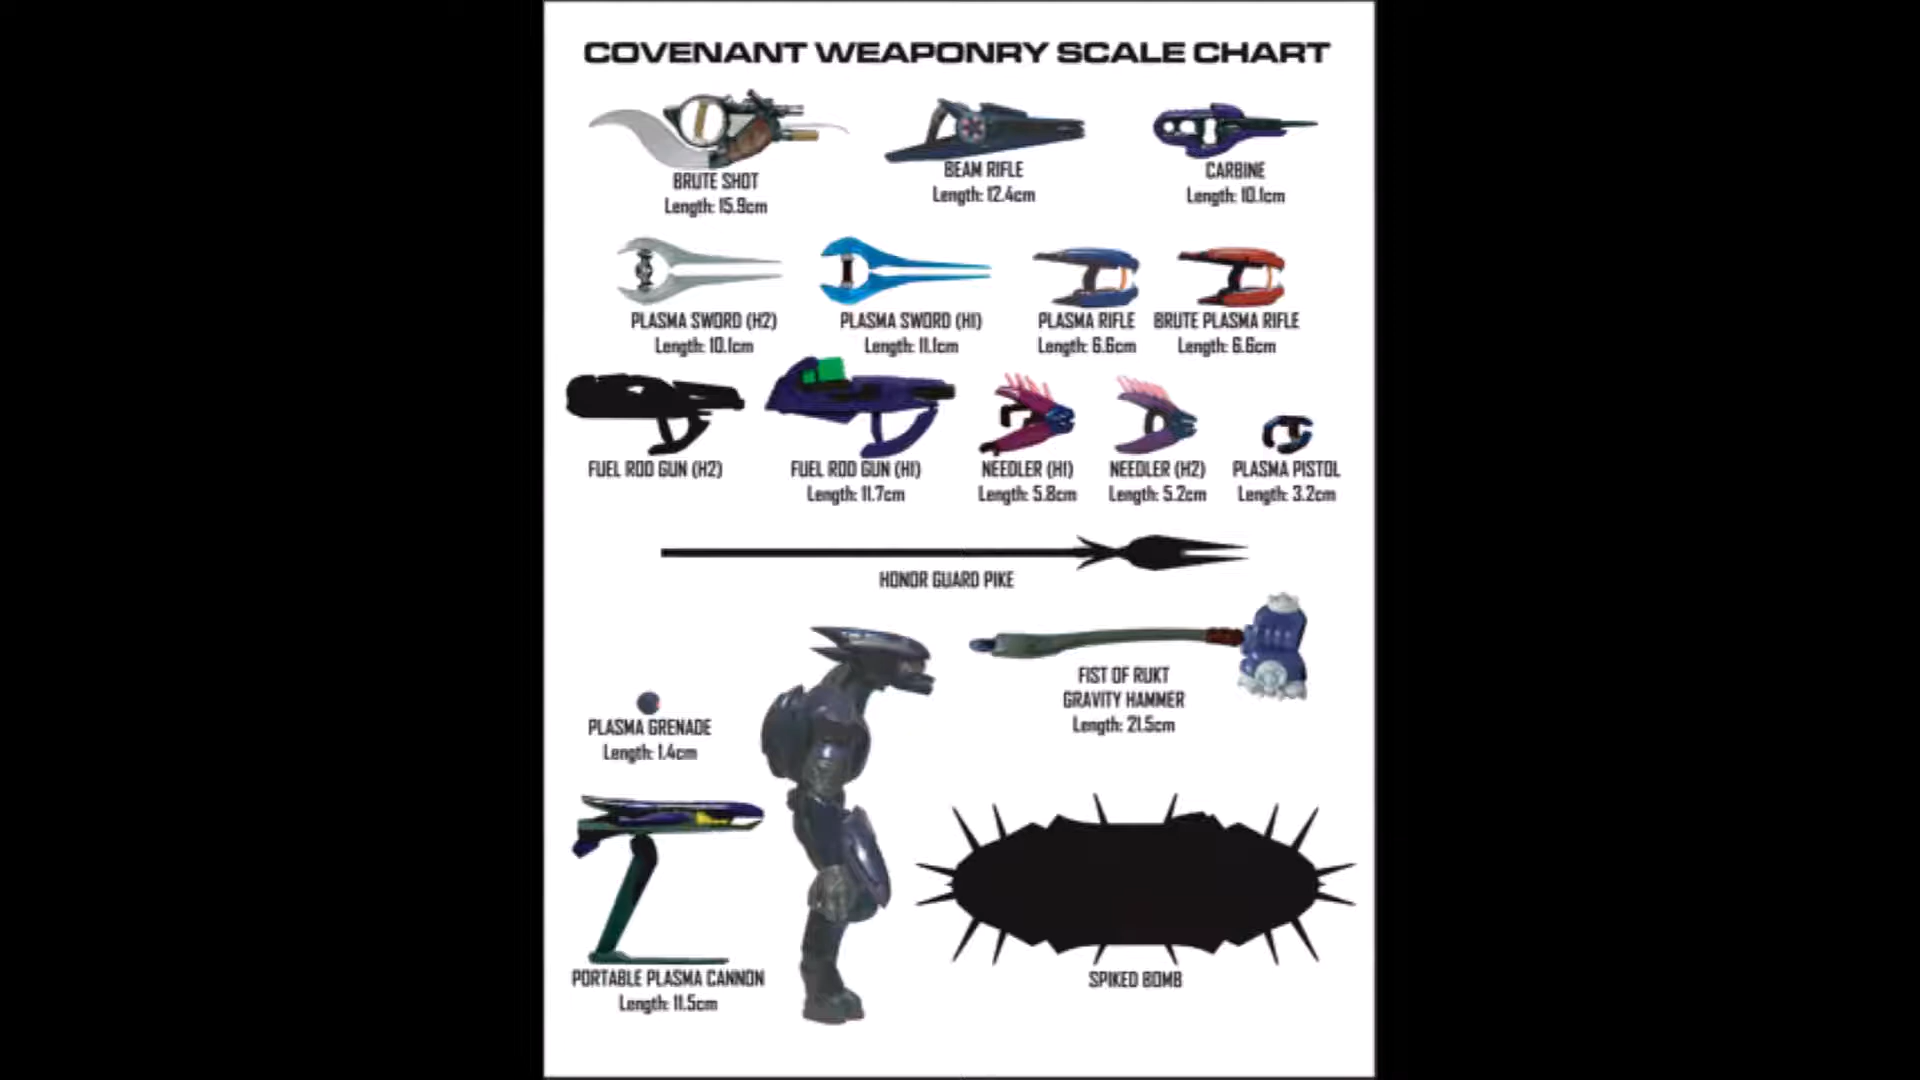 COVENANT WEAPONRY SCALE CHART
BRUTE SHOT
Length: 15.9cm
BEAM RIFLE
Length: 12.4cm
CARBINE
Length: 10.1cm
PLASMA SWORD (H2)
Length: 10.1cm
PLASMA SWORD (H1)
Length: 11.1cm
PLASMA RIFLE
Length: 6.6cm
BRUTE PLASMA RIFLE
Length: 6.6cm
FUEL ROD GUN (H2)
FUEL ROD GUN (H1)
Length: 11.7cm
NEEDLER (H1)
Length: 5.8cm
NEEDLER (H2)
Length: 5.2cm
PLASMA PISTOL
Length: 3.2cm
HONOR GUARD PIKE
FIST OF RUKT
GRAVITY HAMMER
Length: 21.5cm
PLASMA GRENADE
Length: 1.4cm
PORTABLE PLASMA CANNON
Length: 11.5cm
SPIKED BOMB